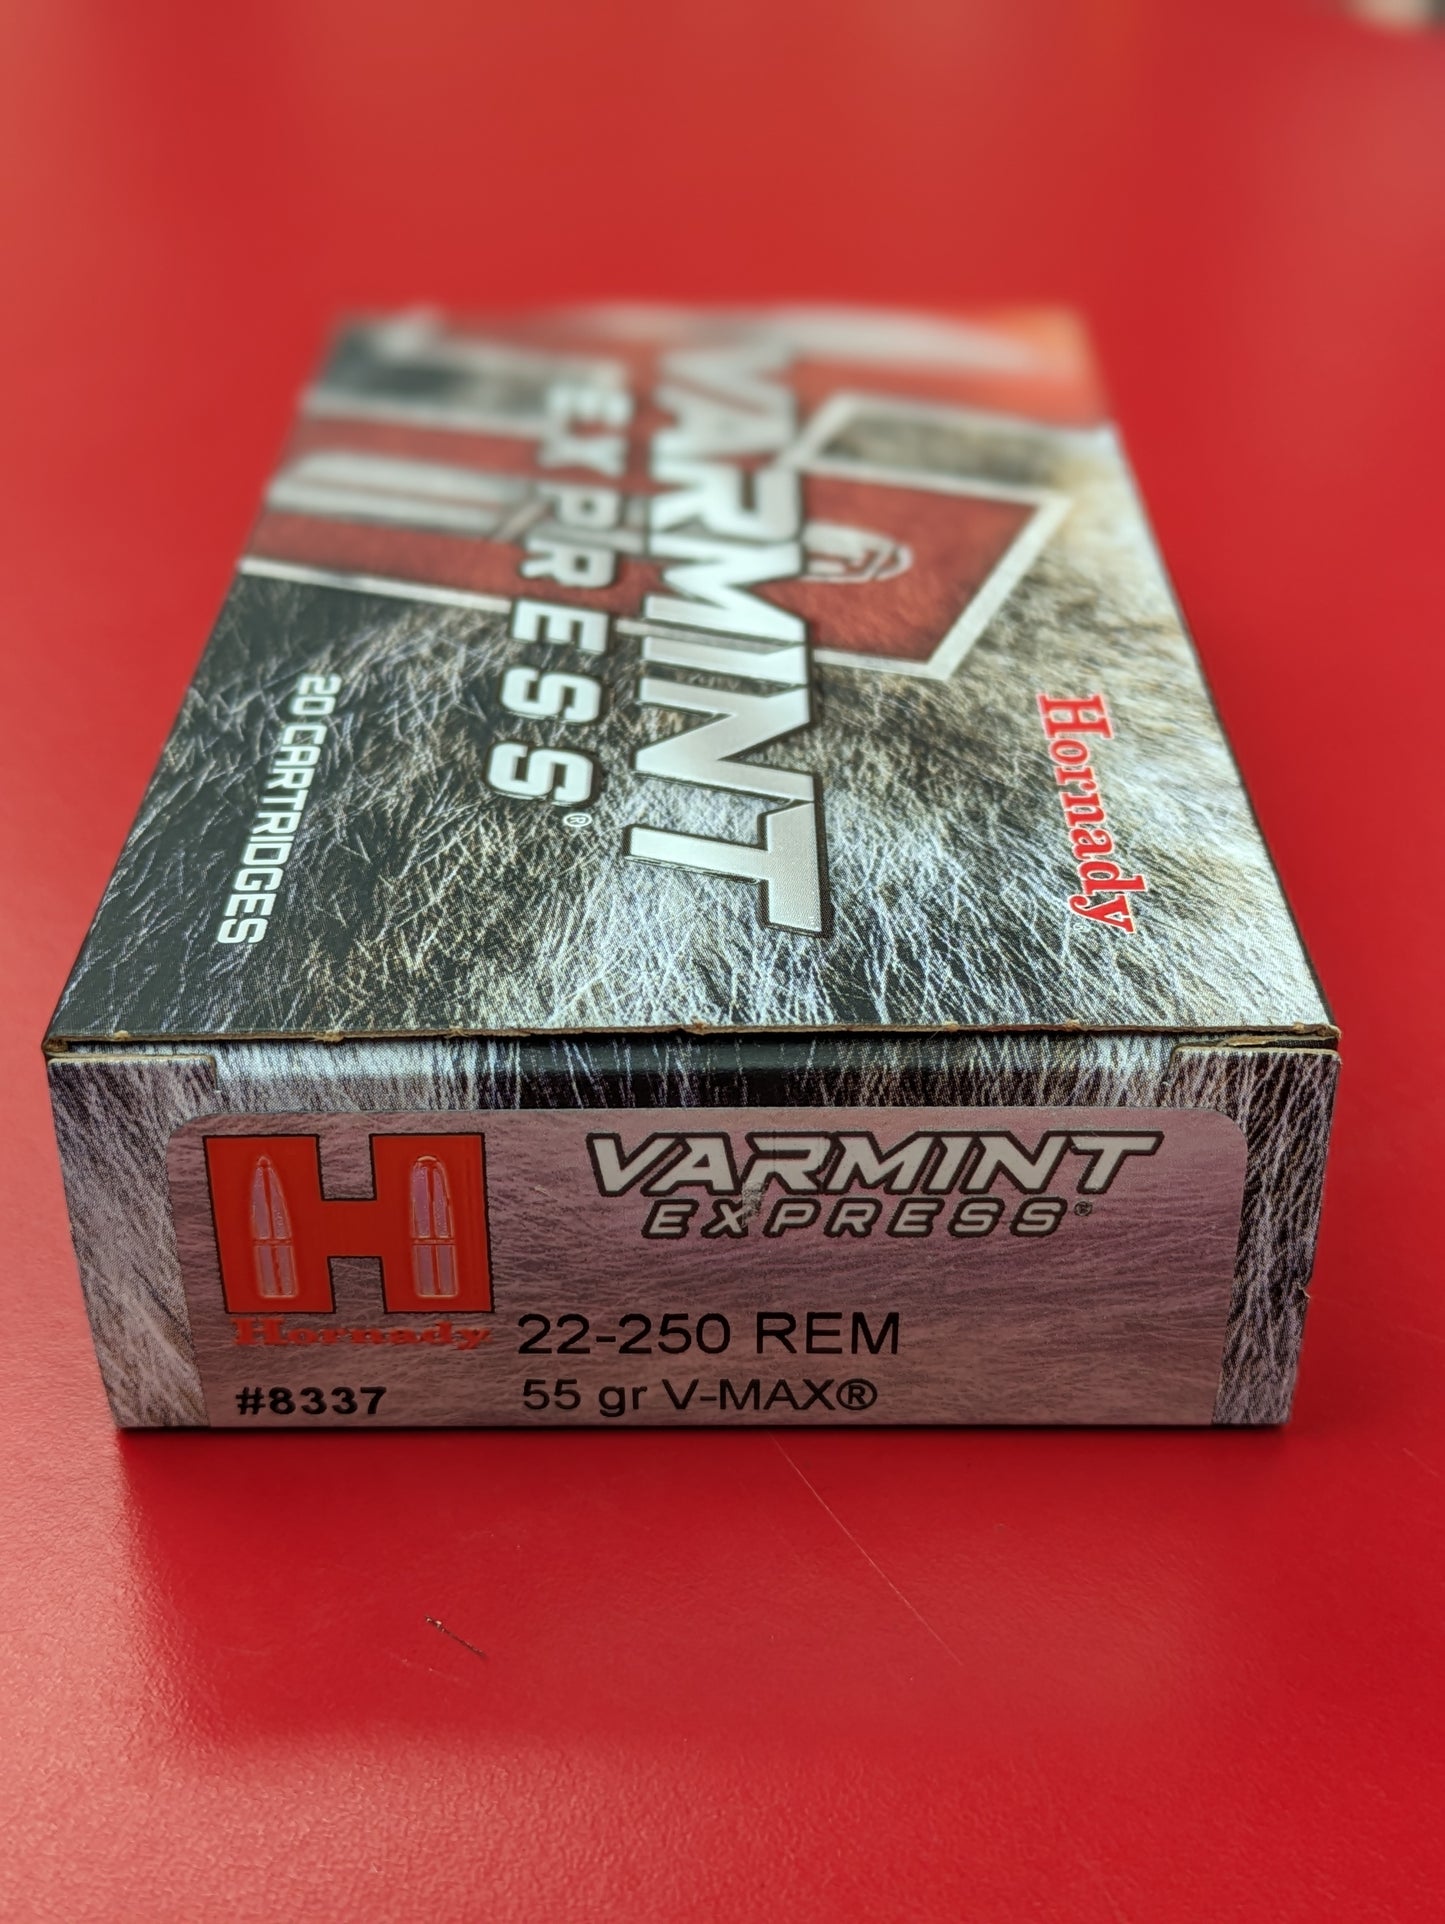 Hornady
VARMINT
EXPRESS®
20 CARTRIDGES
VARMINT
EXPRESS®
Hornady
22-250 REM
#8337
55 gr V-MAX®